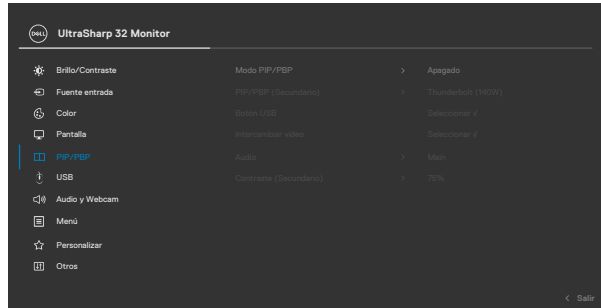 DELL UltraSharp 32 Monitor
Brillo/Contraste Modo PIP/PBP > Apagado
Fuente entrada PIP/PBP (Secundario) > Thunderbolt (140W)
Color Botón USB Seleccionar √
Pantalla Intercambiar video Seleccionar √
PIP/PBP Audio > Main
USB Contraste (Secundario) > 75%
Audio y Webcam
Menú
Personalizar
Otros
< Salir